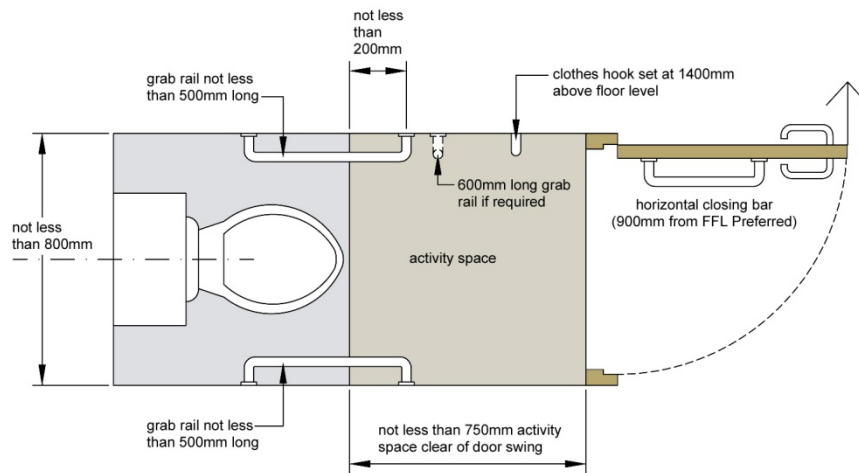 not less
than
200mm
grab rail not less
than 500mm long
clothes hook set at 1400mm
above floor level
600mm long grab
rail if required
horizontal closing bar
(900mm from FFL Preferred)
not less
than 800mm
activity space
grab rail not less
than 500mm long
not less than 750mm activity
space clear of door swing